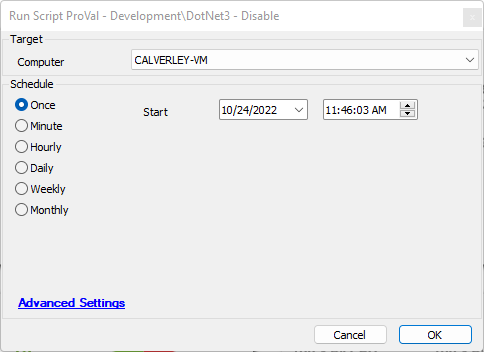 Run Script ProVal - Development\DotNet3 - Disable
Target
Computer CALVERLEY-VM
Schedule
Once Start 10/24/2022 11:46:03 AM
Minute
Hourly
Daily
Weekly
Monthly
Advanced Settings
Cancel OK